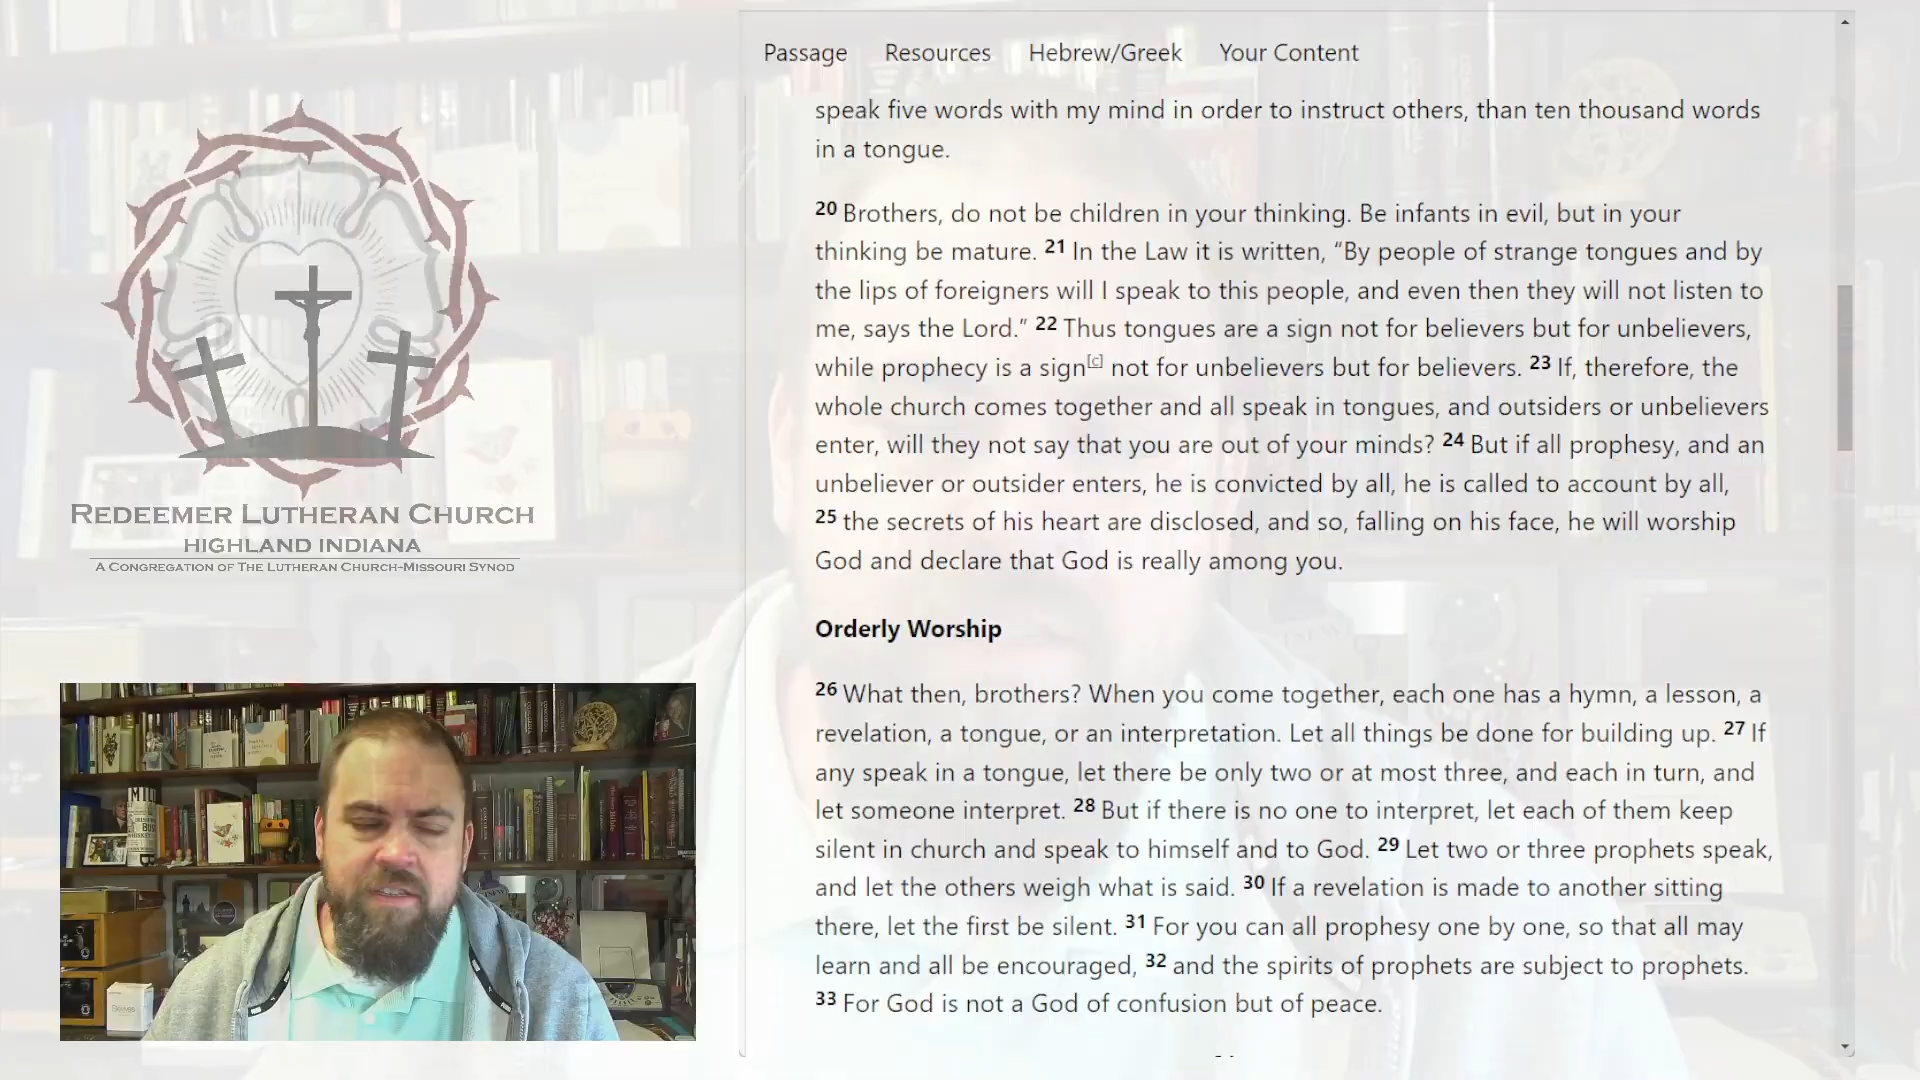 Passage Resources Hebrew/Greek Your Content
speak five words with my mind in order to instruct others, than ten thousand words
in a tongue.
20 Brothers, do not be children in your thinking. Be infants in evil, but in your
thinking be mature. 21 In the Law it is written, “By people of strange tongues and by
the lips of foreigners will I speak to this people, and even then they will not listen to
me, says the Lord.” 22 Thus tongues are a sign not for believers but for unbelievers,
while prophecy is a sign[c] not for unbelievers but for believers. 23 If, therefore, the
whole church comes together and all speak in tongues, and outsiders or unbelievers
enter, will they not say that you are out of your minds? 24 But if all prophesy, and an
unbeliever or outsider enters, he is convicted by all, he is called to account by all,
25 the secrets of his heart are disclosed, and so, falling on his face, he will worship
God and declare that God is really among you.
Orderly Worship
26 What then, brothers? When you come together, each one has a hymn, a lesson, a
revelation, a tongue, or an interpretation. Let all things be done for building up. 27 If
any speak in a tongue, let there be only two or at most three, and each in turn, and
let someone interpret. 28 But if there is no one to interpret, let each of them keep
silent in church and speak to himself and to God. 29 Let two or three prophets speak,
and let the others weigh what is said. 30 If a revelation is made to another sitting
there, let the first be silent. 31 For you can all prophesy one by one, so that all may
learn and all be encouraged, 32 and the spirits of prophets are subject to prophets.
33 For God is not a God of confusion but of peace.
REDEEMER LUTHERAN CHURCH
HIGHLAND INDIANA
A CONGREGATION OF THE LUTHERAN CHURCH-MISSOURI SYNOD